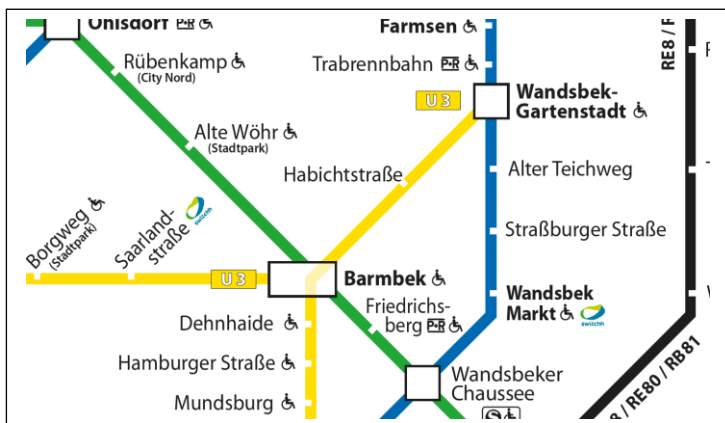 Ohlsdorf P+R
Rübenkamp
(City Nord)
Alte Wöhr
(Stadtpark)
Habichtstraße
Borgweg
(Stadtpark)
Saarland-
straße
switchh
U3
Barmbek
Dehnhaide
Hamburger Straße
Mundsburg
Friedrichs-
berg P+R
Wandsbeker
Chaussee
S
Farmsen
Trabrennbahn P+R
U3
Wandsbek-
Gartenstadt
Alter Teichweg
Straßburger Straße
Wandsbek
Markt
switchh
RE8 / R
8 / RE80 / RB81